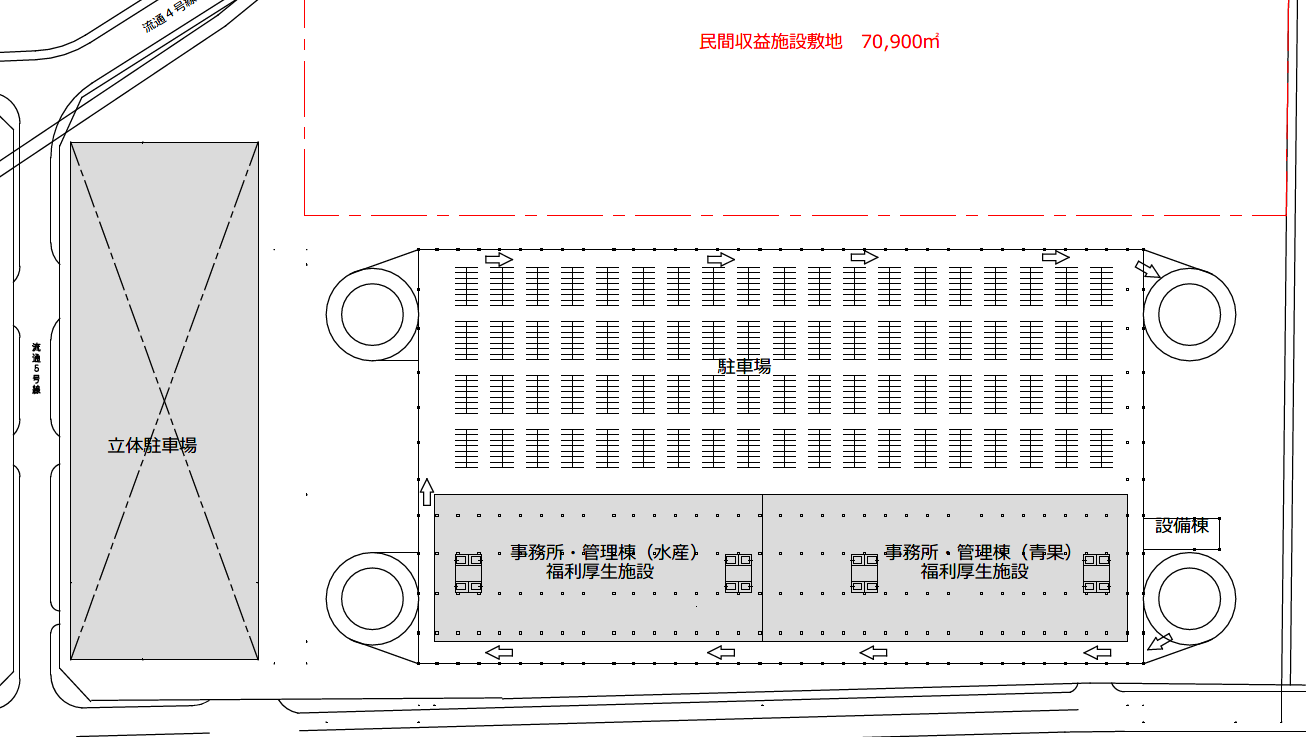 流通４号線
民間収益施設敷地　70,900㎡
駐車場
流通５号線
立体駐車場
設備棟
事務所・管理棟（水産）
福利厚生施設
事務所・管理棟（青果）
福利厚生施設